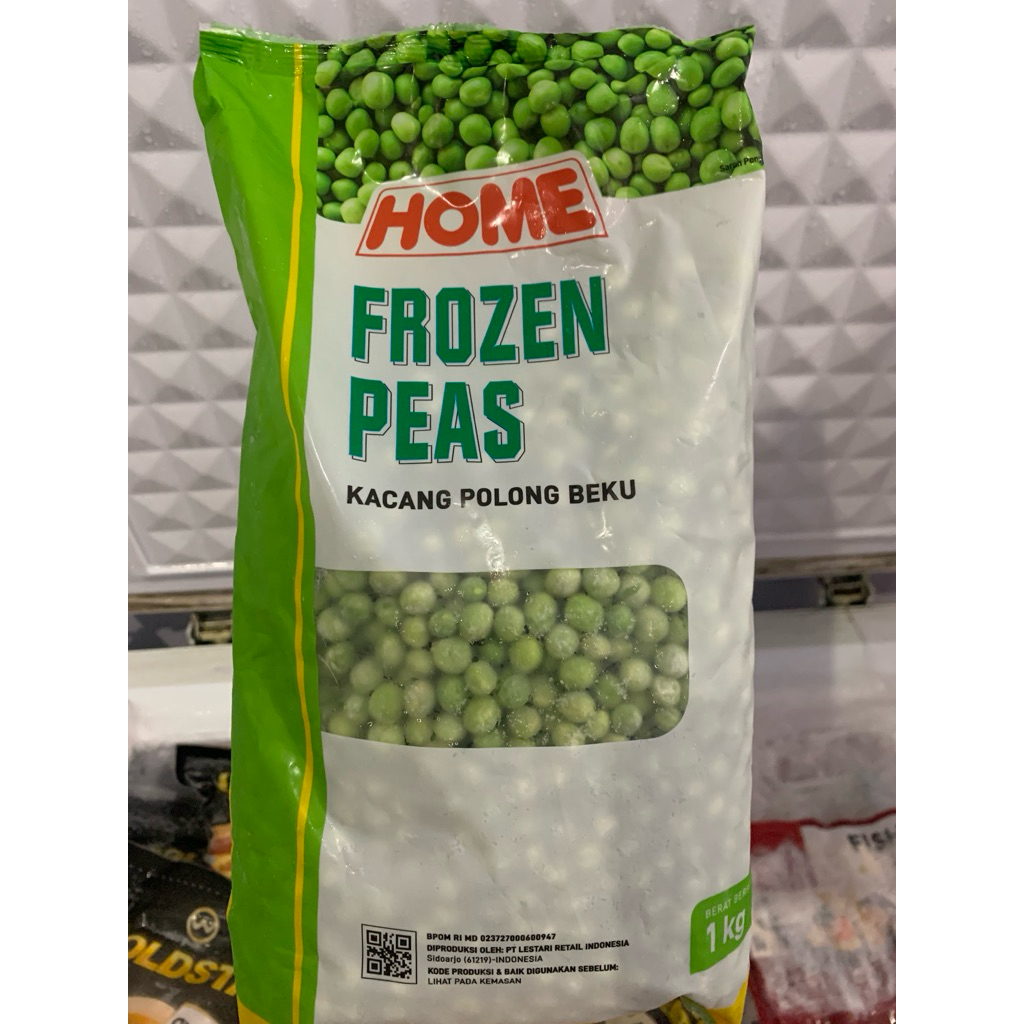 HOME
FROZEN
PEAS
KACANG POLONG BEKU
BERAT
1 kg
BPOM RI MD 023727000600947
DIPRODUKSI OLEH: PT LESTARI RETAIL INDONESIA
Sidoarjo (61219)-INDONESIA
KODE PRODUKSI & BAIK DIGUNAKAN SEBELUM:
LIHAT PADA KEMASAN